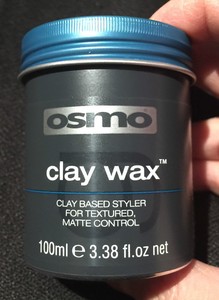 osmo
clay wax™
CLAY BASED STYLER
FOR TEXTURED,
MATTE CONTROL
100ml ℮ 3.38 fl.oz net